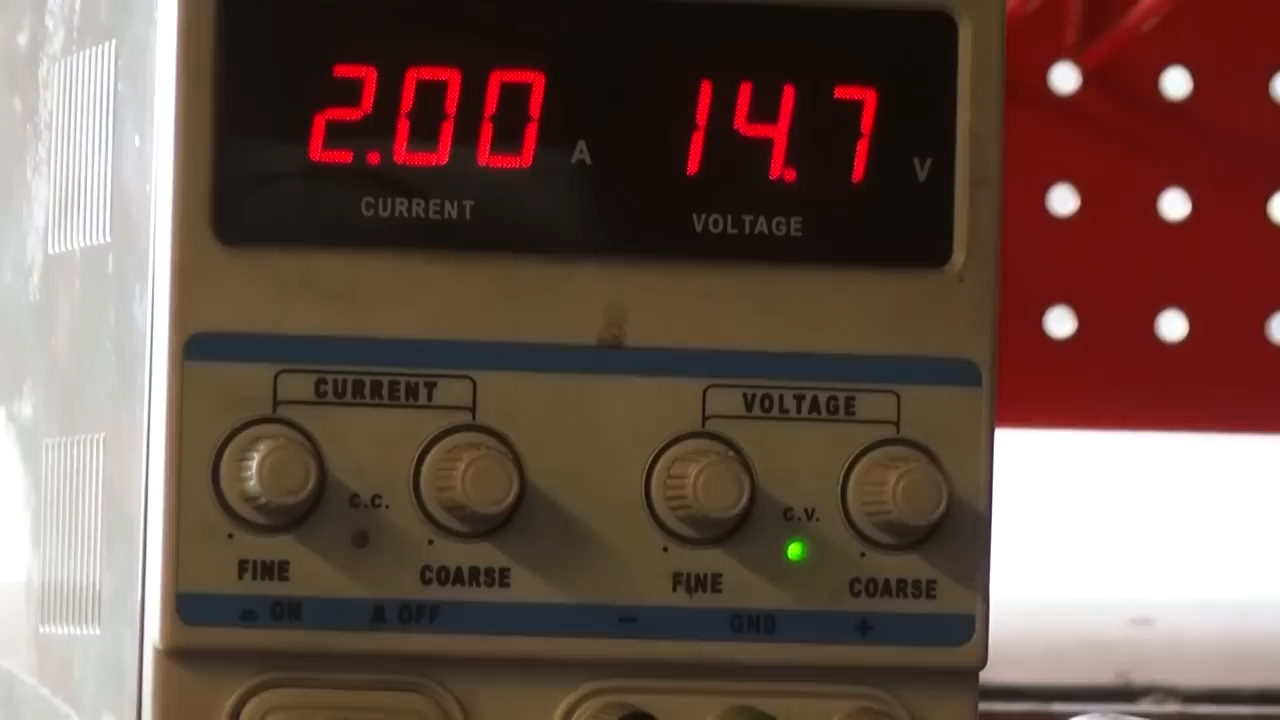 2.00 A 14.7 V
CURRENT VOLTAGE
CURRENT VOLTAGE
C.C. C.V.
FINE COARSE FINE COARSE
ON OFF - GND +